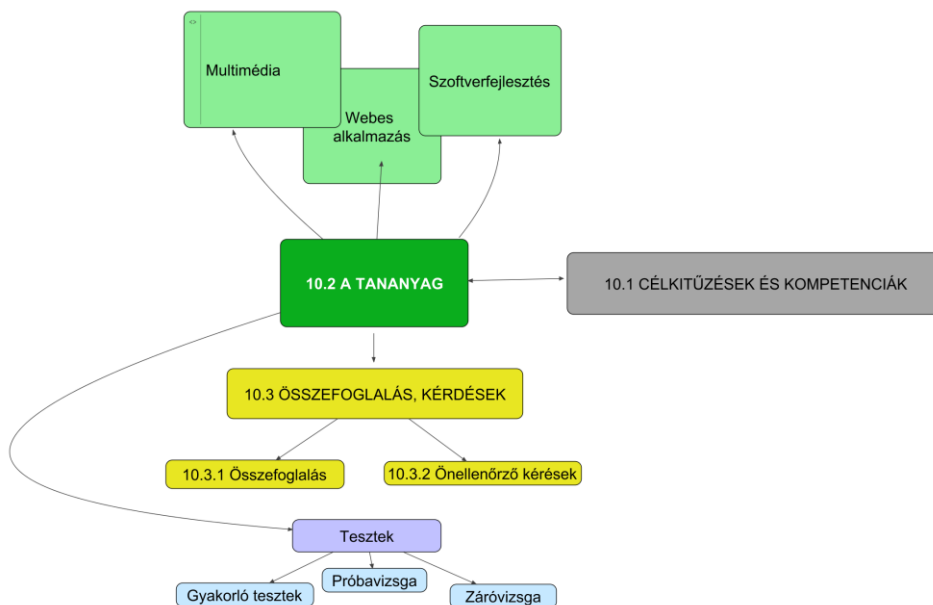 Multimédia
Szoftverfejlesztés
Webes
alkalmazás
10.2 A TANANYAG
10.1 CÉLKITŰZÉSEK ÉS KOMPETENCIÁK
10.3 ÖSSZEFOGLALÁS, KÉRDÉSEK
10.3.1 Összefoglalás
10.3.2 Önellenőrző kérések
Tesztek
Gyakorló tesztek
Próbavizsga
Záróvizsga